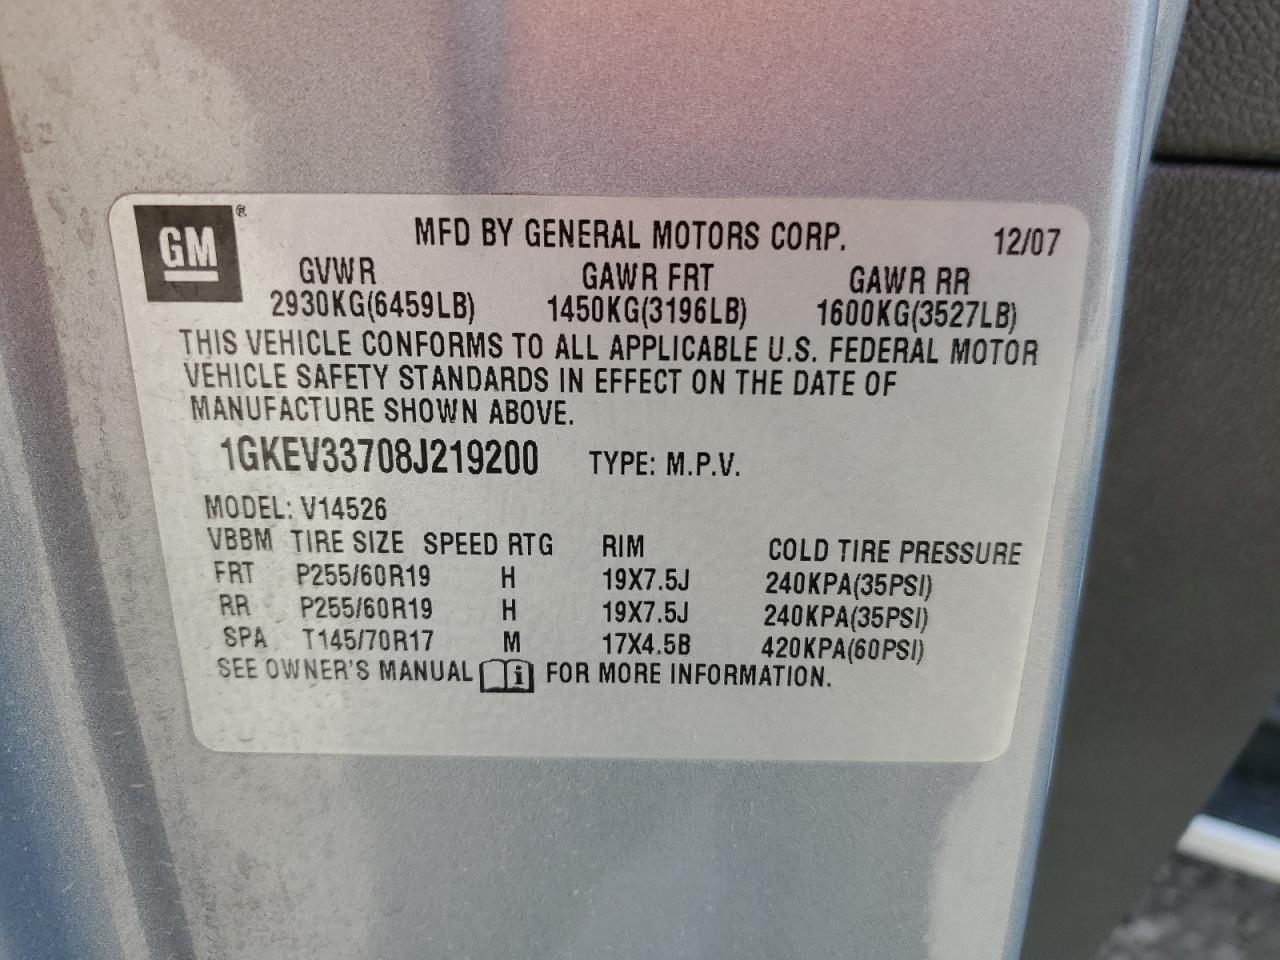 GM ® MFD BY GENERAL MOTORS CORP. 12/07
GVWR GAWR FRT GAWR RR
2930KG(6459LB) 1450KG(3196LB) 1600KG(3527LB)
THIS VEHICLE CONFORMS TO ALL APPLICABLE U.S. FEDERAL MOTOR
VEHICLE SAFETY STANDARDS IN EFFECT ON THE DATE OF
MANUFACTURE SHOWN ABOVE.
1GKEV33708J219200 TYPE: M.P.V.
MODEL: V14526
VBBM TIRE SIZE SPEED RTG RIM COLD TIRE PRESSURE
FRT P255/60R19 H 19X7.5J 240KPA(35PSI)
RR P255/60R19 H 19X7.5J 240KPA(35PSI)
SPA T145/70R17 M 17X4.5B 420KPA(60PSI)
SEE OWNER'S MANUAL i FOR MORE INFORMATION.